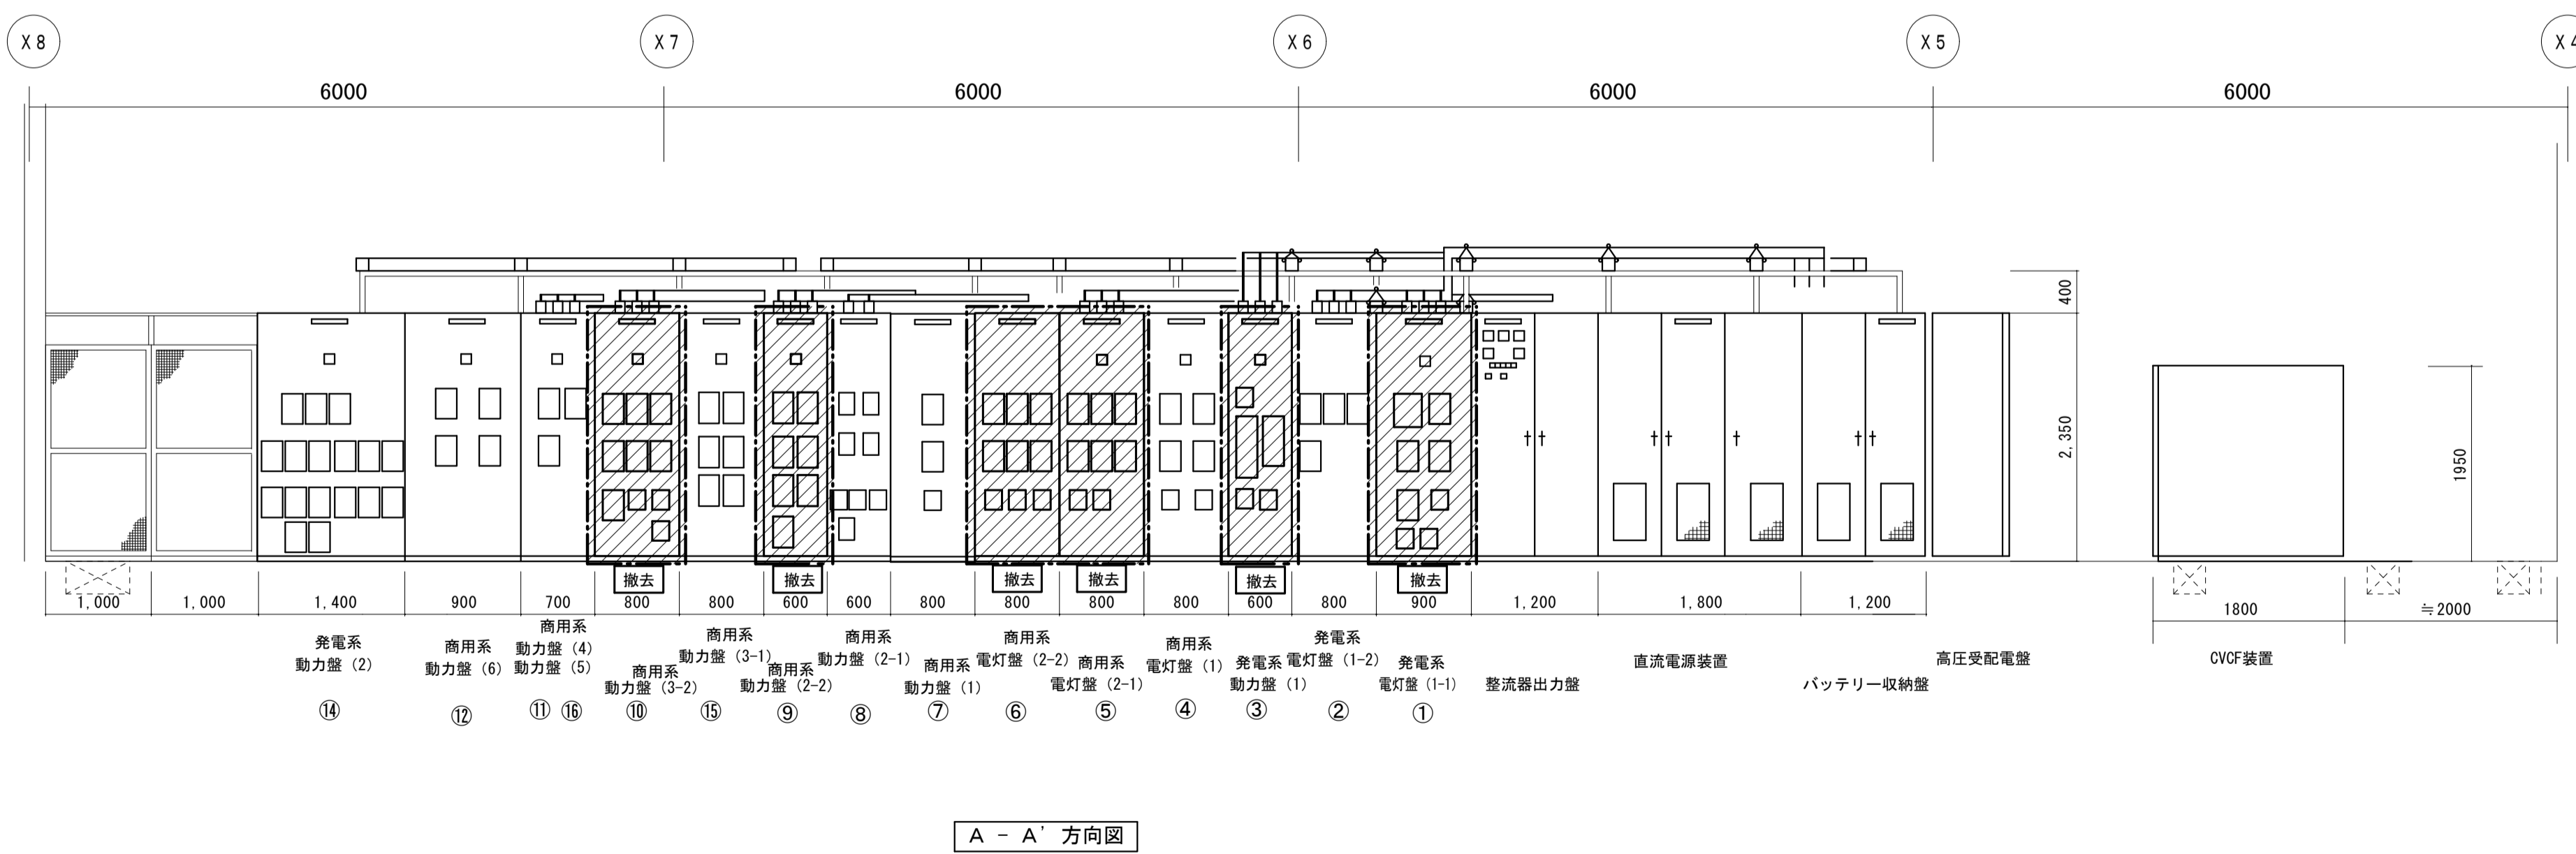 X 8
X 7
X 6
X 5
X 4
6000
6000
6000
6000
400
2,350
1950
撤去
撤去
撤去
撤去
撤去
撤去
1,000
1,000
1,400
900
700
800
800
600
600
800
800
800
800
600
800
900
1,200
1,800
1,200
1800
≒2000
発電系
動力盤（2）
⑭
商用系
動力盤（6）
⑫
商用系
動力盤（4）
動力盤（5）
⑪ ⑯
商用系
動力盤（3-2）
⑩
商用系
動力盤（3-1）
⑮
商用系
動力盤（2-2）
⑨
商用系
動力盤（2-1）
⑧
商用系
動力盤（1）
⑦
商用系
電灯盤（2-2）
⑥
商用系
電灯盤（2-1）
⑤
商用系
電灯盤（1）
④
発電系
動力盤（1）
③
発電系
電灯盤（1-2）
②
発電系
電灯盤（1-1）
①
整流器出力盤
直流電源装置
バッテリー収納盤
高圧受配電盤
CVCF装置
A - A' 方向図